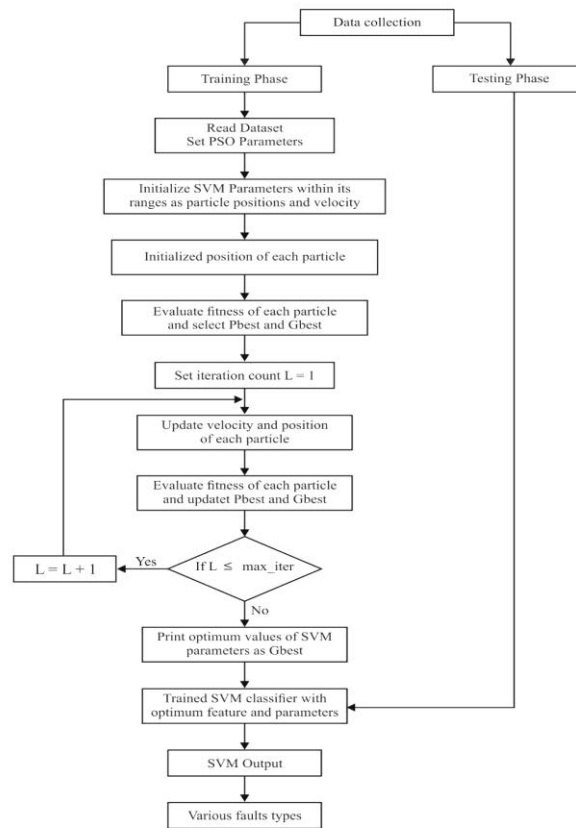 Data collection
Training Phase
Testing Phase
Read Dataset
Set PSO Parameters
Initialize SVM Parameters within its
ranges as particle positions and velocity
Initialized position of each particle
Evaluate fitness of each particle
and select Pbest and Gbest
Set iteration count L = 1
Update velocity and position
of each particle
Evaluate fitness of each particle
and updatet Pbest and Gbest
L = L + 1
Yes
If L ≤ max_iter
No
Print optimum values of SVM
parameters as Gbest
Trained SVM classifier with
optimum feature and parameters
SVM Output
Various faults types